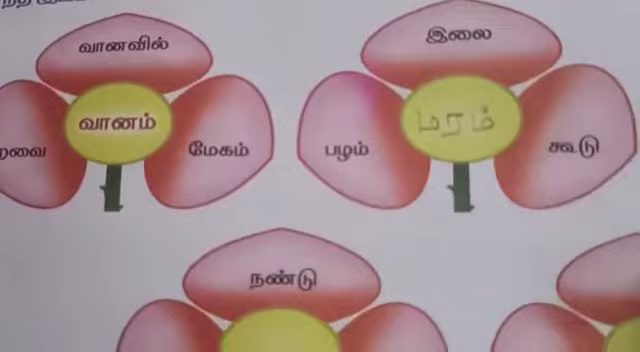 வானவில்
இலை
வானம்
மரம்
மேகம்
பழம்
கூடு
நண்டு